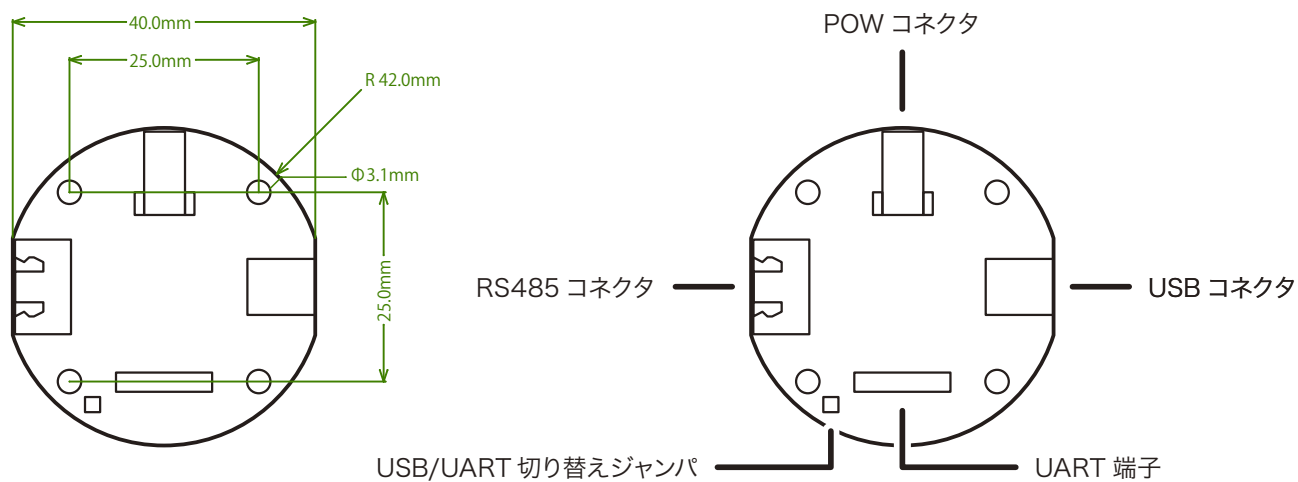 40.0mm
25.0mm
R 42.0mm
Φ3.1mm
25.0mm
POW コネクタ
RS485 コネクタ
USB コネクタ
USB/UART 切り替えジャンパ
UART 端子